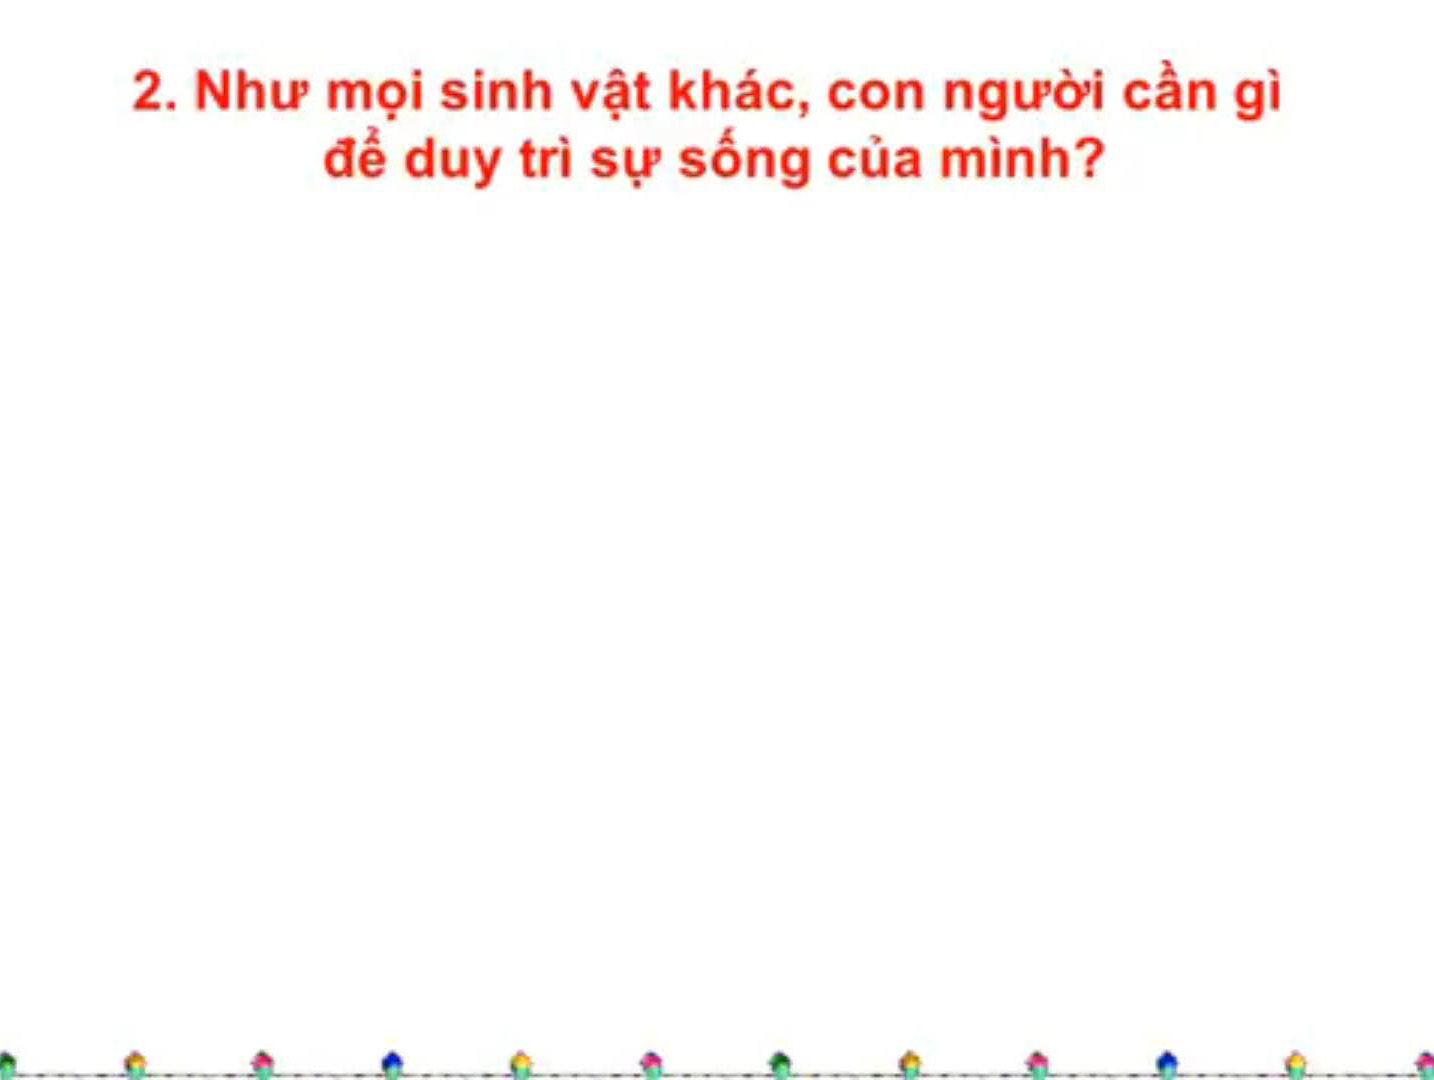 2. Như mọi sinh vật khác, con người cần gì
để duy trì sự sống của mình?